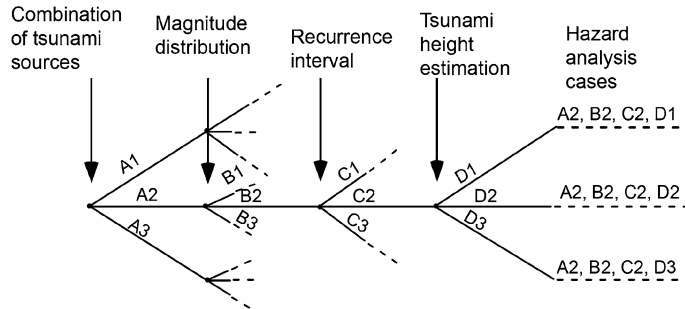 Combination
of tsunami
sources
Magnitude
distribution
Recurrence
interval
Tsunami
height
estimation
Hazard
analysis
cases
A1
A2
A3
B1
B2
B3
C1
C2
C3
D1
D2
D3
A2, B2, C2, D1
A2, B2, C2, D2
A2, B2, C2, D3